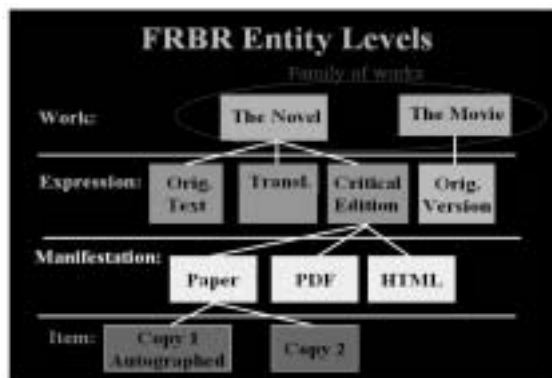 FRBR Entity Levels
Family of works
Work:
The Novel
The Movie
Expression:
Orig.
Text
Transl.
Critical
Edition
Orig.
Version
Manifestation:
Paper
PDF
HTML
Item:
Copy 1
Autographed
Copy 2